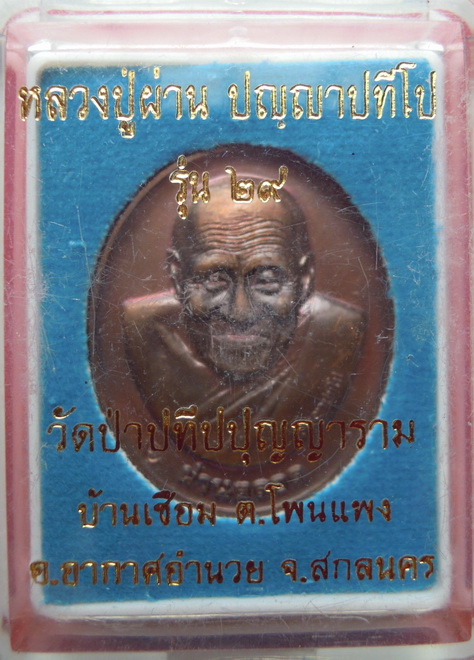 หลวงปู่ผ่าน ปญฺญาปทีโป
รุ่น ๒๙
วัดป่าปทีปปุญญาราม
บ้านเซือม ต.โพนแพง
อ.อากาศอำนวย จ.สกลนคร